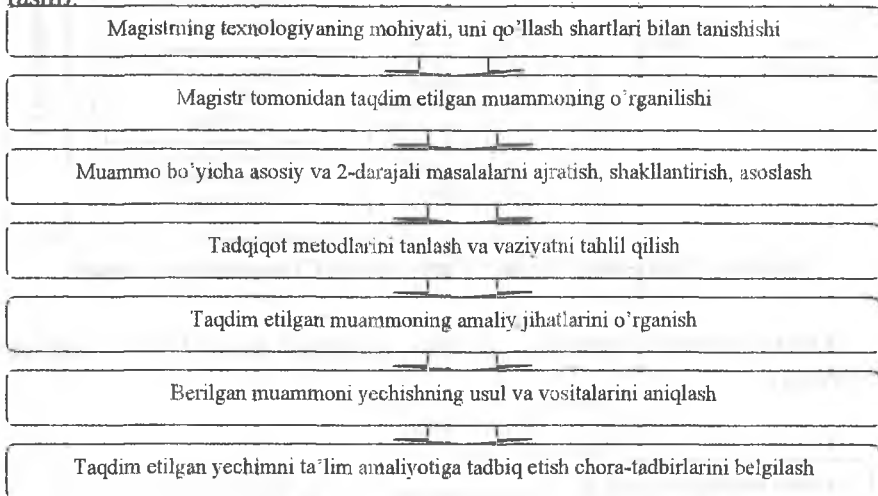 Magistrning texnologiyaning mohiyati, uni qo’llash shartlari bilan tanishishi
Magistr tomonidan taqdim etilgan muammoning o’rganilishi
Muammo bo’yicha asosiy va 2-darajali masalalarni ajratish, shakllantirish, asoslash
Tadqiqot metodlarini tanlash va vaziyatni tahlil qilish
Taqdim etilgan muammoning amaliy jihatlarini o’rganish
Berilgan muammoni yechishning usul va vositalarini aniqlash
Taqdim etilgan yechimni ta’lim amaliyotiga tadbiq etish chora-tadbirlarini belgilash